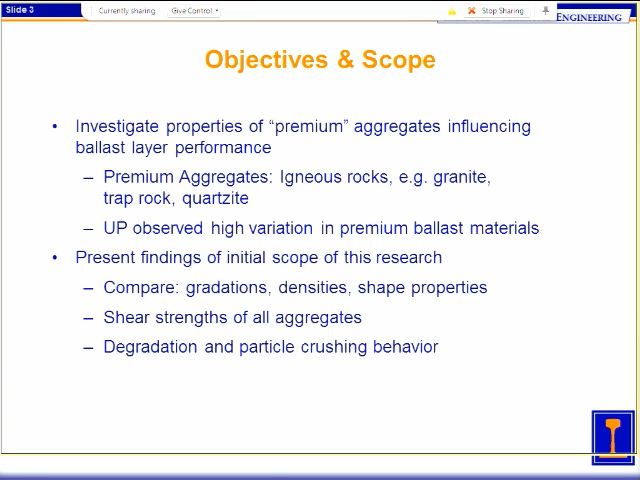 Slide 3
Currently sharing
Give Control
Stop Sharing
ENGINEERING
Objectives & Scope
• Investigate properties of “premium” aggregates influencing
ballast layer performance
– Premium Aggregates: Igneous rocks, e.g. granite,
trap rock, quartzite
– UP observed high variation in premium ballast materials
• Present findings of initial scope of this research
– Compare: gradations, densities, shape properties
– Shear strengths of all aggregates
– Degradation and particle crushing behavior